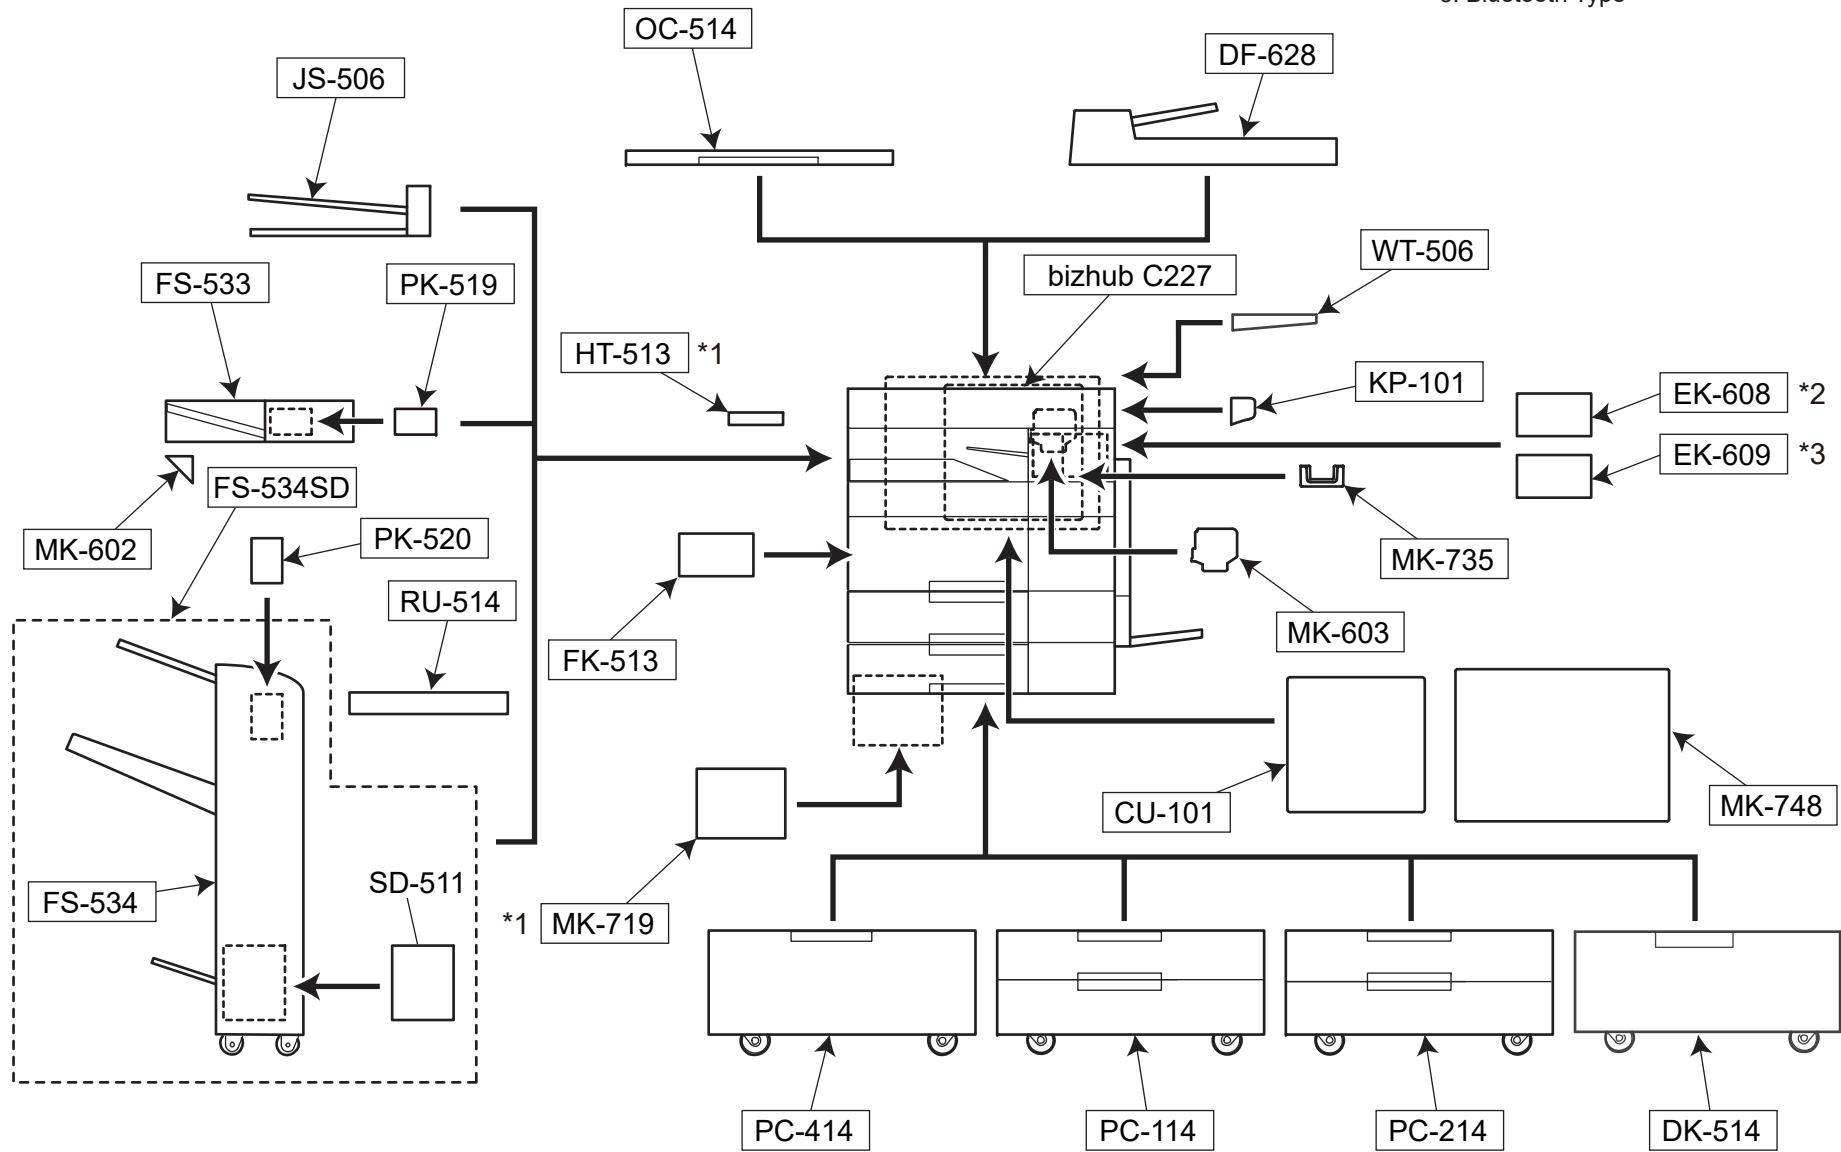 OC-514
DF-628
JS-506
WT-506
bizhub C227
FS-533
PK-519
HT-513 *1
KP-101
EK-608 *2
EK-609 *3
FS-534SD
MK-602
PK-520
MK-735
RU-514
MK-603
FK-513
CU-101
MK-748
SD-511
FS-534
*1 MK-719
PC-414
PC-114
PC-214
DK-514